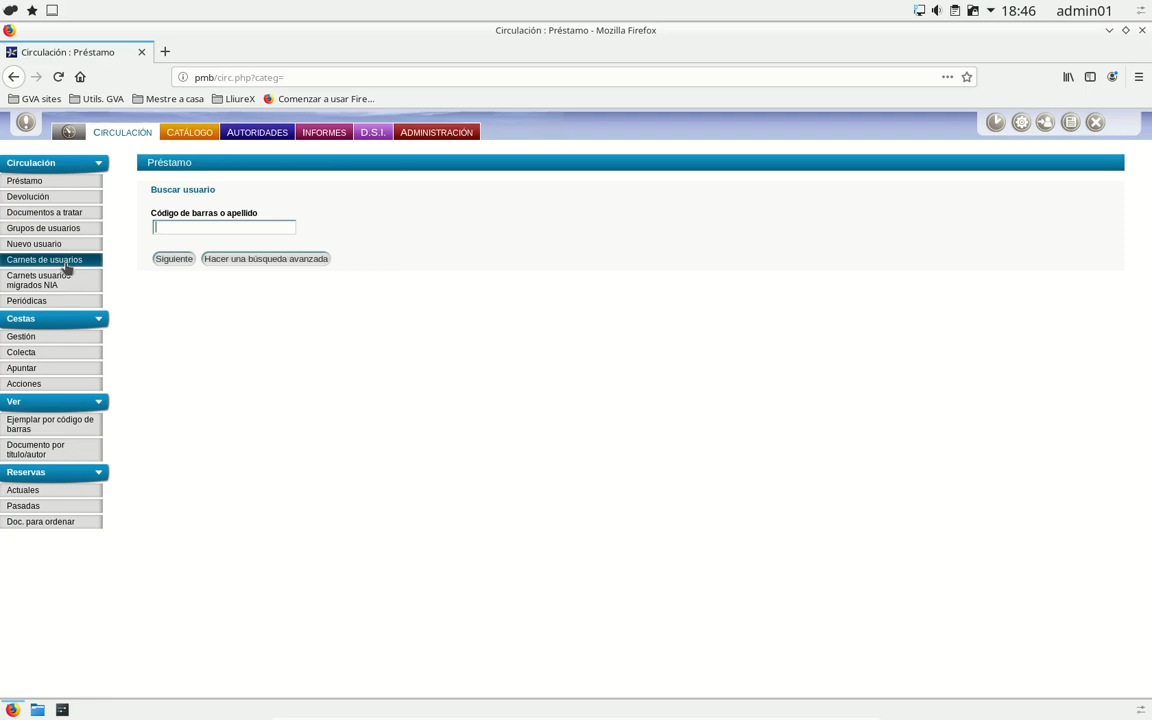 18:46 admin01
Circulación : Préstamo - Mozilla Firefox
Circulación : Préstamo
pmb/circ.php?categ=
GVA sites Utils. GVA Mestre a casa LliureX Comenzar a usar Fire...
CIRCULACIÓN CATÁLOGO AUTORIDADES INFORMES D.S.I. ADMINISTRACIÓN
Circulación
Préstamo
Devolución
Documentos a tratar
Grupos de usuarios
Nuevo usuario
Carnets de usuarios
Carnets usuarios
migrados NIA
Periódicas
Cestas
Gestión
Colecta
Apuntar
Acciones
Ver
Ejemplar por código de
barras
Documento por
título/autor
Reservas
Actuales
Pasadas
Doc. para ordenar
Préstamo
Buscar usuario
Código de barras o apellido
Siguiente Hacer una búsqueda avanzada